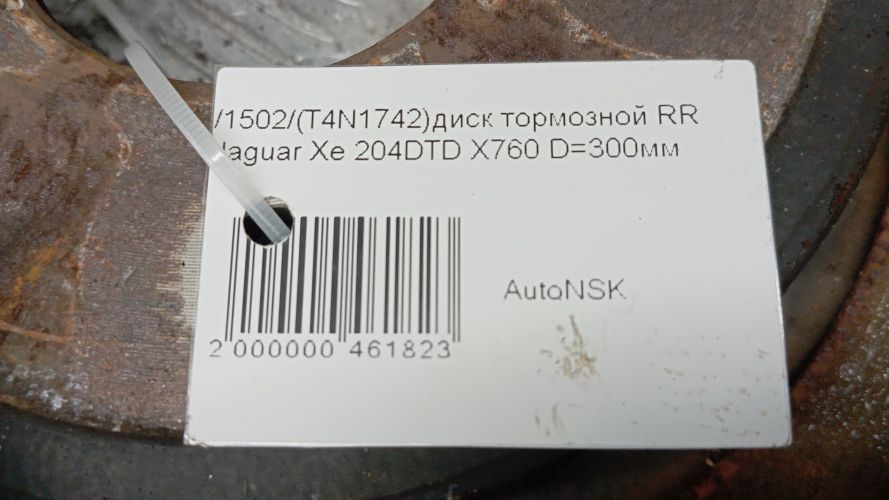 /1502/(T4N1742)диск тормозной RR
Jaguar Xe 204DTD X760 D=300мм
AutoNSK
2 000000 461823